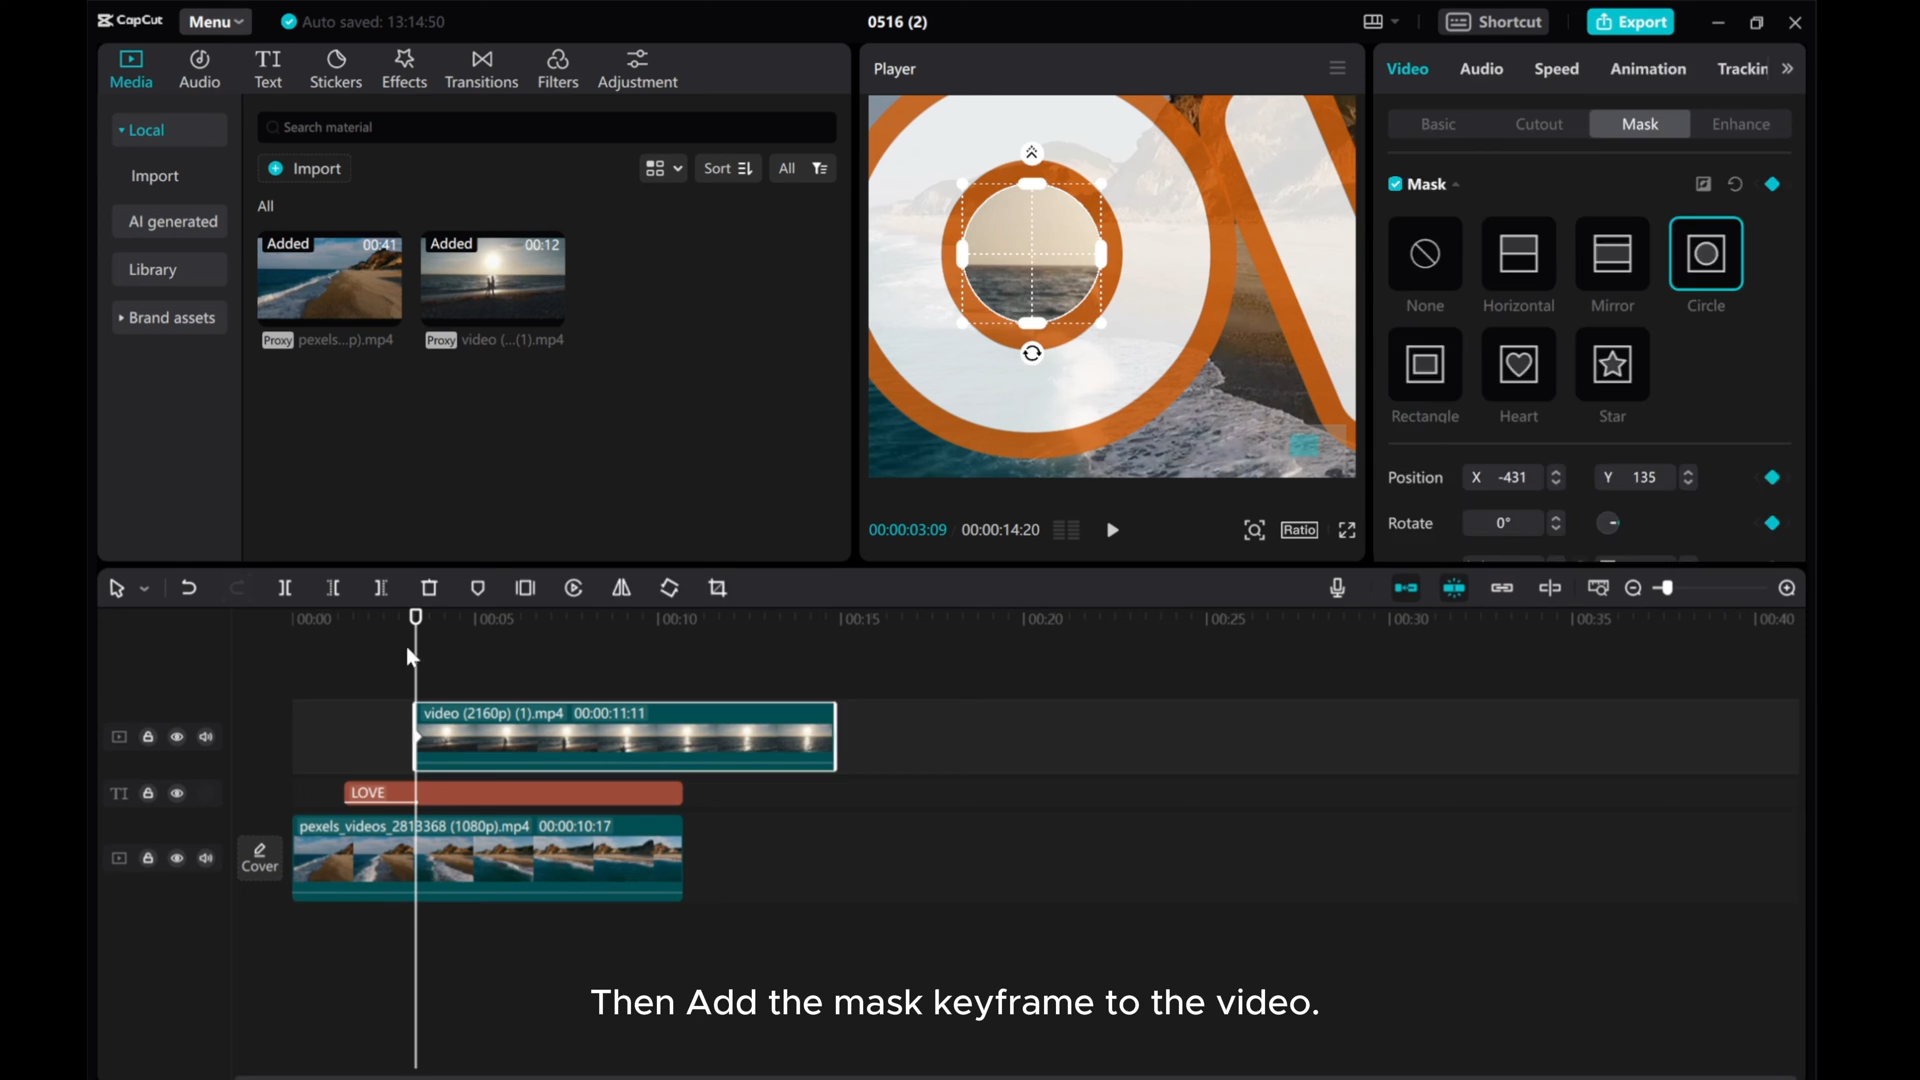 CapCut
Menu
Auto saved: 13:14:50
0516 (2)
Shortcut
Export
Media
Audio
Text
Stickers
Effects
Transitions
Filters
Adjustment
Local
Import
AI generated
Library
Brand assets
Search material
Import
Sort
All
All
Added 00:41
Added 00:12
Proxy pexels...p).mp4
Proxy video (...(1).mp4
Player
00:00:03:09
00:00:14:20
Ratio
Video
Audio
Speed
Animation
Trackin
Basic
Cutout
Mask
Enhance
Mask
None
Horizontal
Mirror
Circle
Rectangle
Heart
Star
Position
X -431
Y 135
Rotate
0°
00:00
00:05
00:10
00:15
00:20
00:25
00:30
00:35
00:40
video (2160p) (1).mp4 00:00:11:11
TI
LOVE
pexels_videos_2813368 (1080p).mp4 00:00:10:17
Cover
Then Add the mask keyframe to the video.